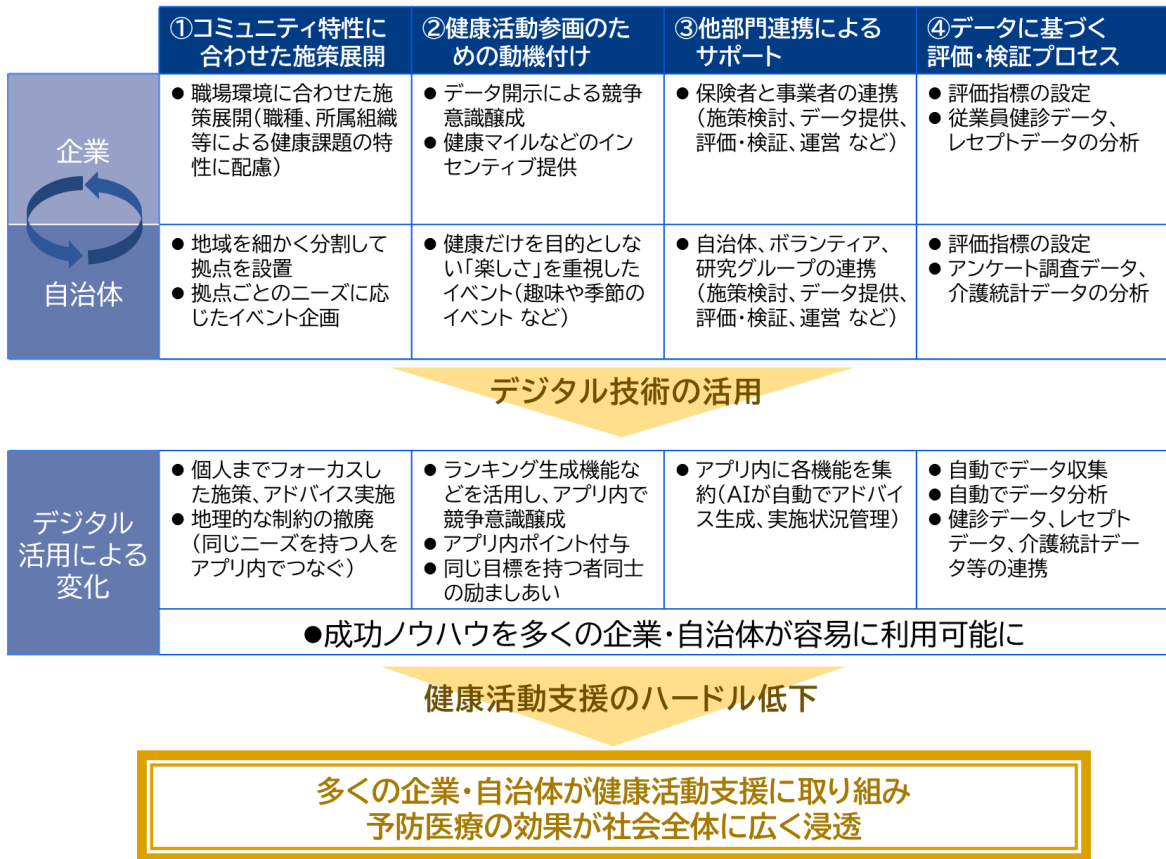 ①コミュニティ特性に
合わせた施策展開
②健康活動参画のた
めの動機付け
③他部門連携による
サポート
④データに基づく
評価・検証プロセス
企業
● 職場環境に合わせた施
策展開(職種、所属組織
等による健康課題の特
性に配慮)
● データ開示による競争
意識醸成
● 健康マイルなどのイン
センティブ提供
● 保険者と事業者の連携
(施策検討、データ提供、
評価・検証、運営 など)
● 評価指標の設定
● 従業員健診データ、
レセプトデータの分析
自治体
● 地域を細かく分割して
拠点を設置
● 拠点ごとのニーズに応
じたイベント企画
● 健康だけを目的としな
い「楽しさ」を重視した
イベント(趣味や季節の
イベント など)
● 自治体、ボランティア、
研究グループの連携
(施策検討、データ提供、
評価・検証、運営 など)
● 評価指標の設定
● アンケート調査データ、
介護統計データの分析
デジタル技術の活用
デジタル
活用による
変化
● 個人までフォーカスし
た施策、アドバイス実施
● 地理的な制約の撤廃
(同じニーズを持つ人を
アプリ内でつなぐ)
● ランキング生成機能な
どを活用し、アプリ内で
競争意識醸成
● アプリ内ポイント付与
● 同じ目標を持つ者同士
の励ましあい
● アプリ内に各機能を集
約(AIが自動でアドバイ
ス生成、実施状況管理)
● 自動でデータ収集
● 自動でデータ分析
● 健診データ、レセプト
データ、介護統計デー
タ等の連携
●成功ノウハウを多くの企業・自治体が容易に利用可能に
健康活動支援のハードル低下
多くの企業・自治体が健康活動支援に取り組み
予防医療の効果が社会全体に広く浸透